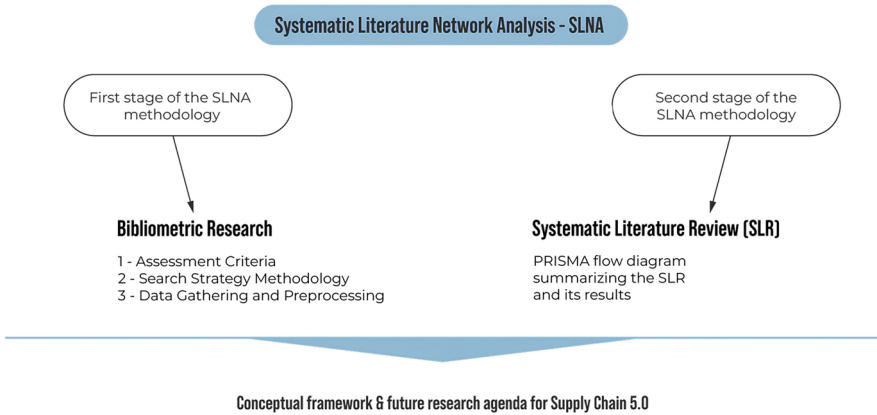 Systematic Literature Network Analysis - SLNA
First stage of the SLNA
methodology
Second stage of the
SLNA methodology
Bibliometric Research
1 - Assessment Criteria
2 - Search Strategy Methodology
3 - Data Gathering and Preprocessing
Systematic Literature Review (SLR)
PRISMA flow diagram
summarizing the SLR
and its results
Conceptual framework & future research agenda for Supply Chain 5.0